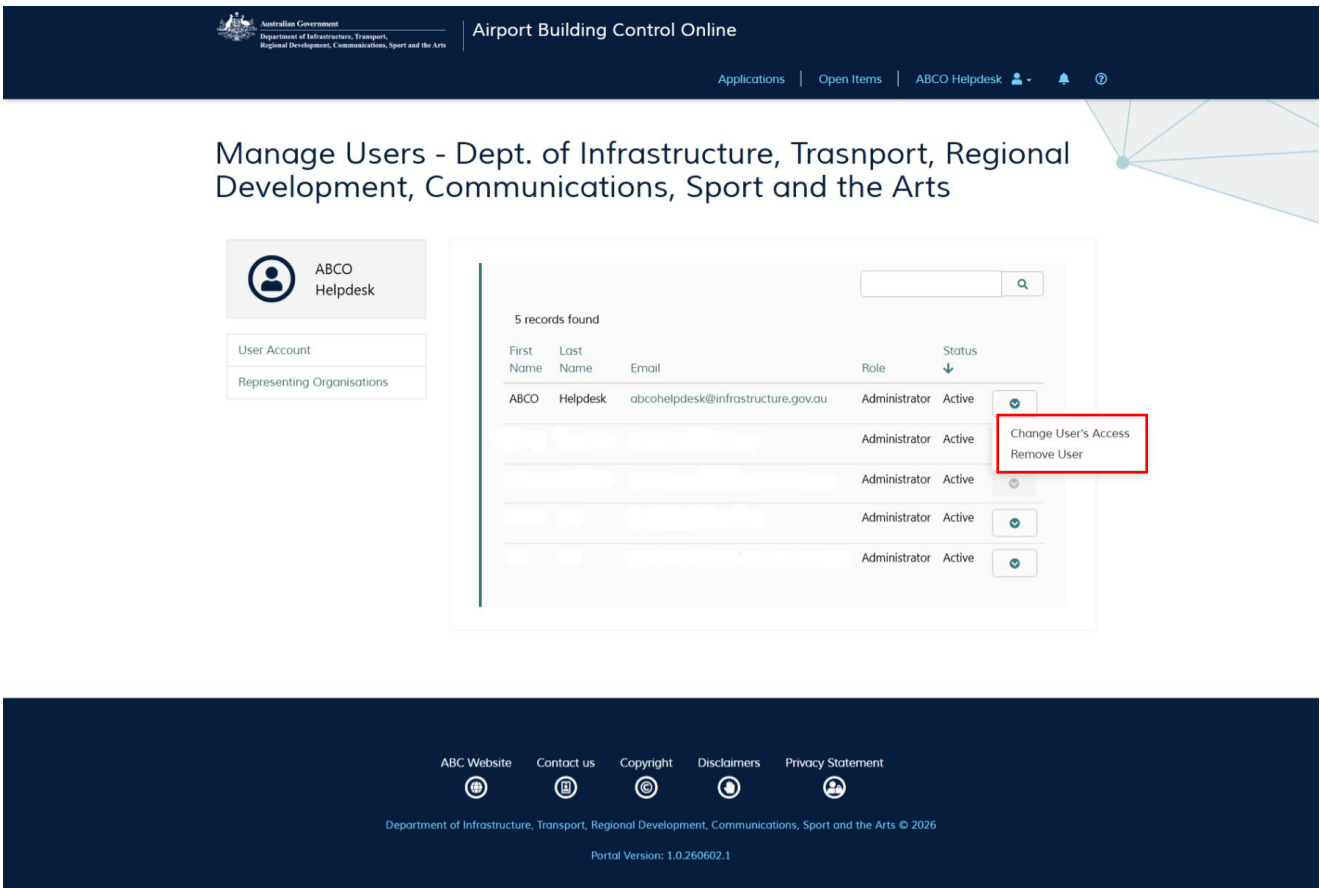 Australian Government
Department of Infrastructure, Transport,
Regional Development, Communications, Sport and the Arts
Airport Building Control Online
Applications | Open Items | ABCO Helpdesk
Manage Users - Dept. of Infrastructure, Trasnport, Regional
Development, Communications, Sport and the Arts
ABCO
Helpdesk
User Account
Representing Organisations
5 records found
First Name Last Name Email Role Status
ABCO Helpdesk abcohelpdesk@infrastructure.gov.au Administrator Active
Change User's Access
Remove User
Administrator Active
Administrator Active
Administrator Active
Administrator Active
ABC Website Contact us Copyright Disclaimers Privacy Statement
Department of Infrastructure, Transport, Regional Development, Communications, Sport and the Arts © 2026
Portal Version: 1.0.260602.1